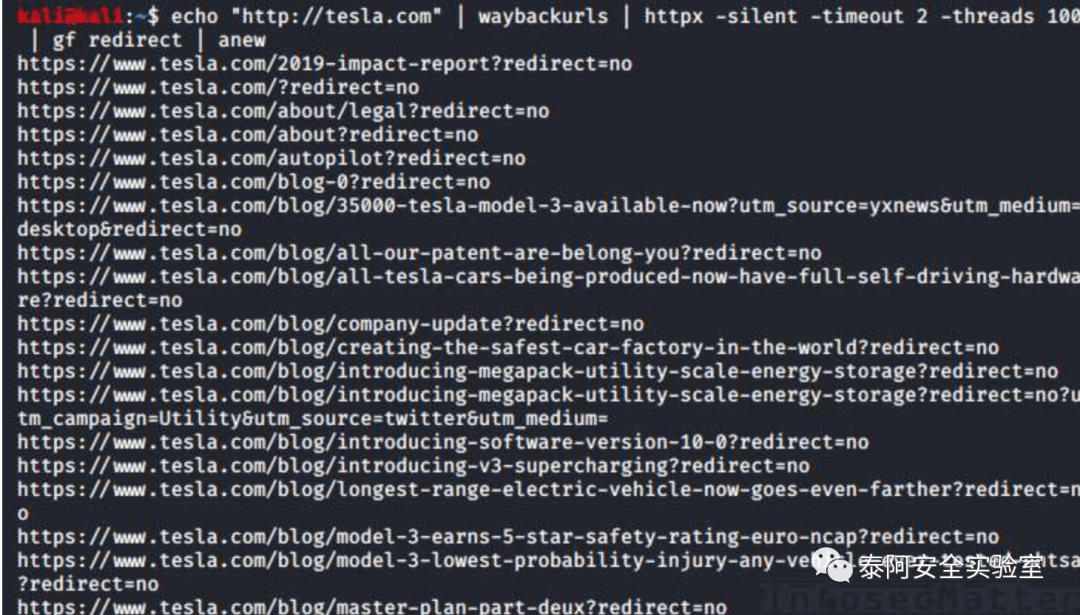 kali@kali:~$ echo "http://tesla.com" | waybackurls | httpx -silent -timeout 2 -threads 100
| gf redirect | anew
https://www.tesla.com/2019-impact-report?redirect=no
https://www.tesla.com/?redirect=no
https://www.tesla.com/about/legal?redirect=no
https://www.tesla.com/about?redirect=no
https://www.tesla.com/autopilot?redirect=no
https://www.tesla.com/blog-0?redirect=no
https://www.tesla.com/blog/35000-tesla-model-3-available-now?utm_source=yxnews&utm_medium=
desktop&redirect=no
https://www.tesla.com/blog/all-our-patent-are-belong-you?redirect=no
https://www.tesla.com/blog/all-tesla-cars-being-produced-now-have-full-self-driving-hardwa
re?redirect=no
https://www.tesla.com/blog/company-update?redirect=no
https://www.tesla.com/blog/creating-the-safest-car-factory-in-the-world?redirect=no
https://www.tesla.com/blog/introducing-megapack-utility-scale-energy-storage?redirect=no
https://www.tesla.com/blog/introducing-megapack-utility-scale-energy-storage?redirect=no?u
tm_campaign=Utility&utm_source=twitter&utm_medium=
https://www.tesla.com/blog/introducing-software-version-10-0?redirect=no
https://www.tesla.com/blog/introducing-v3-supercharging?redirect=no
https://www.tesla.com/blog/longest-range-electric-vehicle-now-goes-even-farther?redirect=n
o
https://www.tesla.com/blog/model-3-earns-5-star-safety-rating-euro-ncap?redirect=no
https://www.tesla.com/blog/model-3-lowest-probability-injury-any-ve
泰阿安全实验室
?redirect=no
https://www.tesla.com/blog/master-plan-part-deux?redirect=no
InfosecMatter